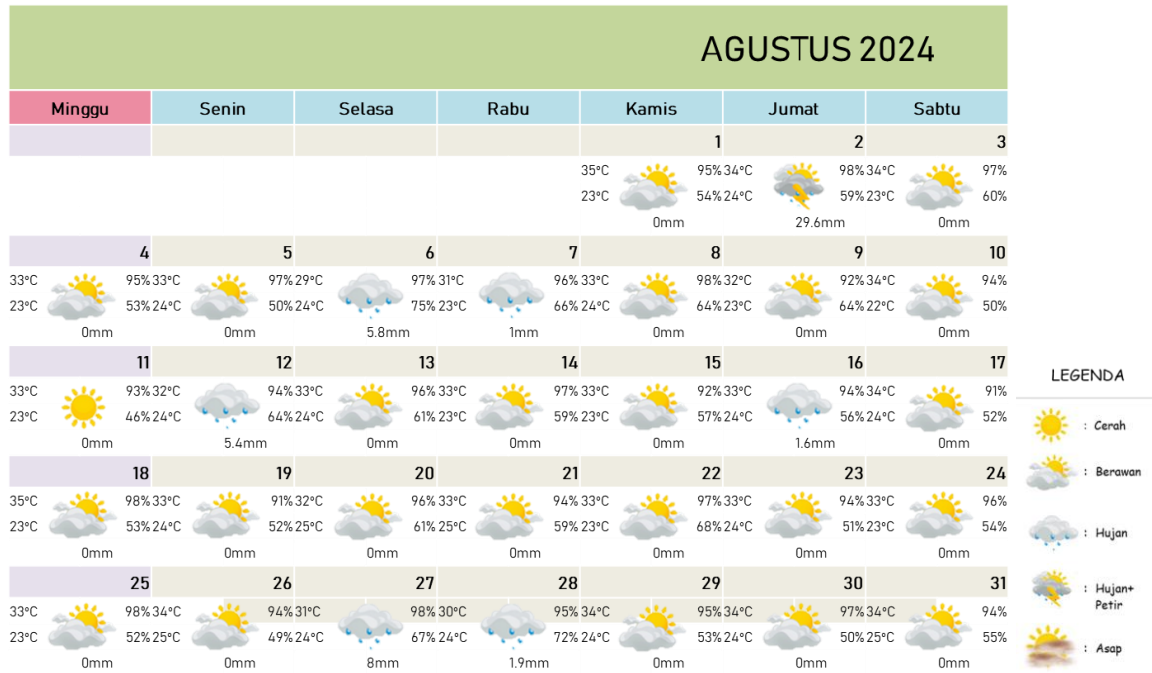 AGUSTUS 2024
Minggu Senin Selasa Rabu Kamis Jumat Sabtu
1 2 3
35°C 95% 34°C 98% 34°C 97%
23°C 54% 24°C 59% 23°C 60%
0mm 29.6mm 0mm
4 5 6 7 8 9 10
33°C 95% 33°C 97% 29°C 97% 31°C 96% 33°C 98% 32°C 92% 34°C 94%
23°C 53% 24°C 50% 24°C 75% 23°C 66% 24°C 64% 23°C 64% 22°C 50%
0mm 0mm 5.8mm 1mm 0mm 0mm 0mm
11 12 13 14 15 16 17
33°C 93% 32°C 94% 33°C 96% 33°C 97% 33°C 92% 33°C 94% 34°C 91%
23°C 46% 24°C 64% 24°C 61% 23°C 59% 23°C 57% 24°C 56% 24°C 52%
0mm 5.4mm 0mm 0mm 0mm 1.6mm 0mm
18 19 20 21 22 23 24
35°C 98% 33°C 91% 32°C 96% 33°C 94% 33°C 97% 33°C 94% 33°C 96%
23°C 53% 24°C 52% 25°C 61% 25°C 59% 23°C 68% 24°C 51% 23°C 54%
0mm 0mm 0mm 0mm 0mm 0mm 0mm
25 26 27 28 29 30 31
33°C 98% 34°C 94% 31°C 98% 30°C 95% 34°C 95% 34°C 97% 34°C 94%
23°C 52% 25°C 49% 24°C 67% 24°C 72% 24°C 53% 24°C 50% 25°C 55%
0mm 0mm 8mm 1.9mm 0mm 0mm 0mm
LEGENDA
: Cerah
: Berawan
: Hujan
: Hujan+
Petir
: Asap